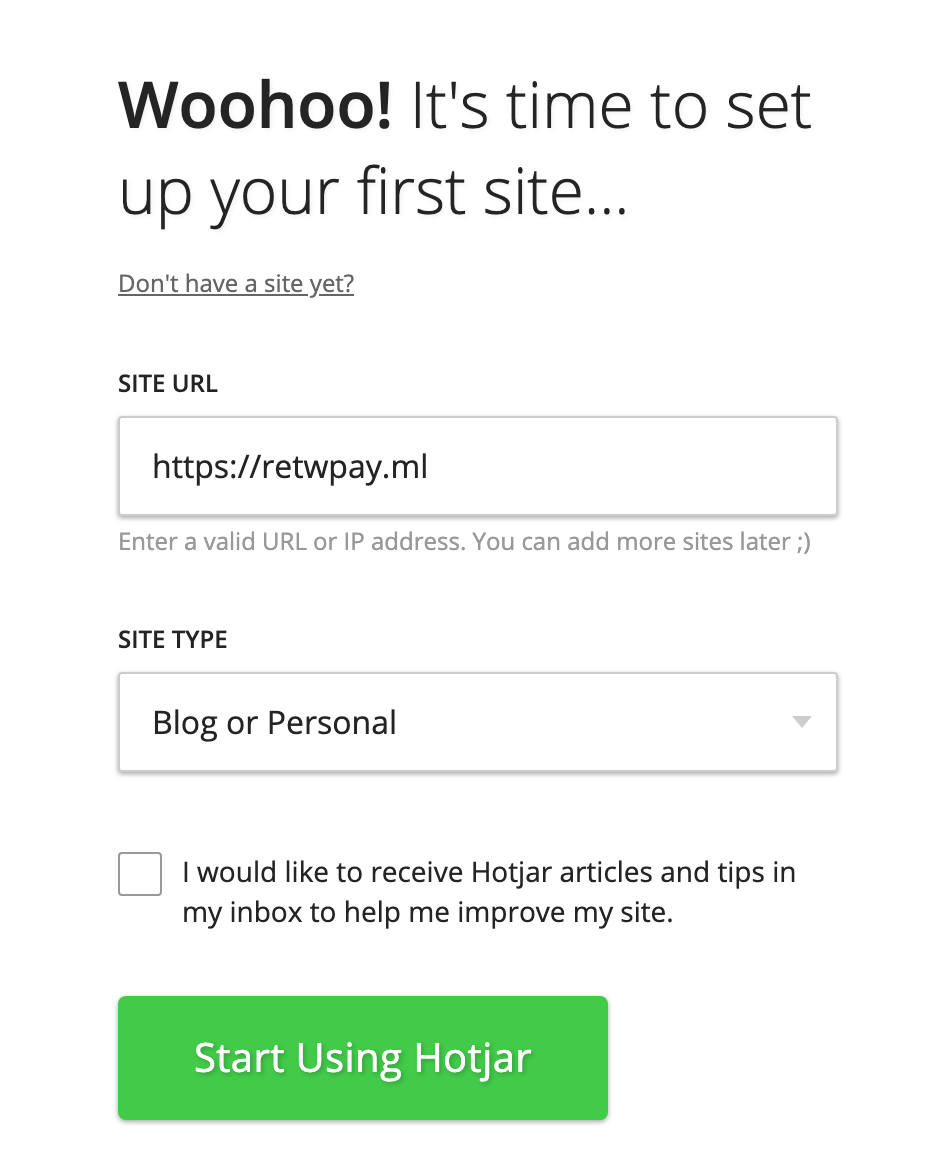 Woohoo! It's time to set
up your first site...
Don't have a site yet?
SITE URL
https://retwpay.ml
Enter a valid URL or IP address. You can add more sites later ;)
SITE TYPE
Blog or Personal
I would like to receive Hotjar articles and tips in
my inbox to help me improve my site.
Start Using Hotjar